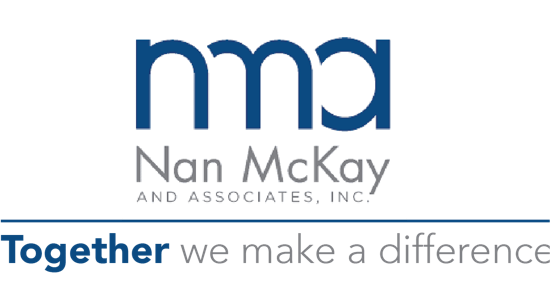 nma
Nan McKay
AND ASSOCIATES, INC.
Together we make a difference